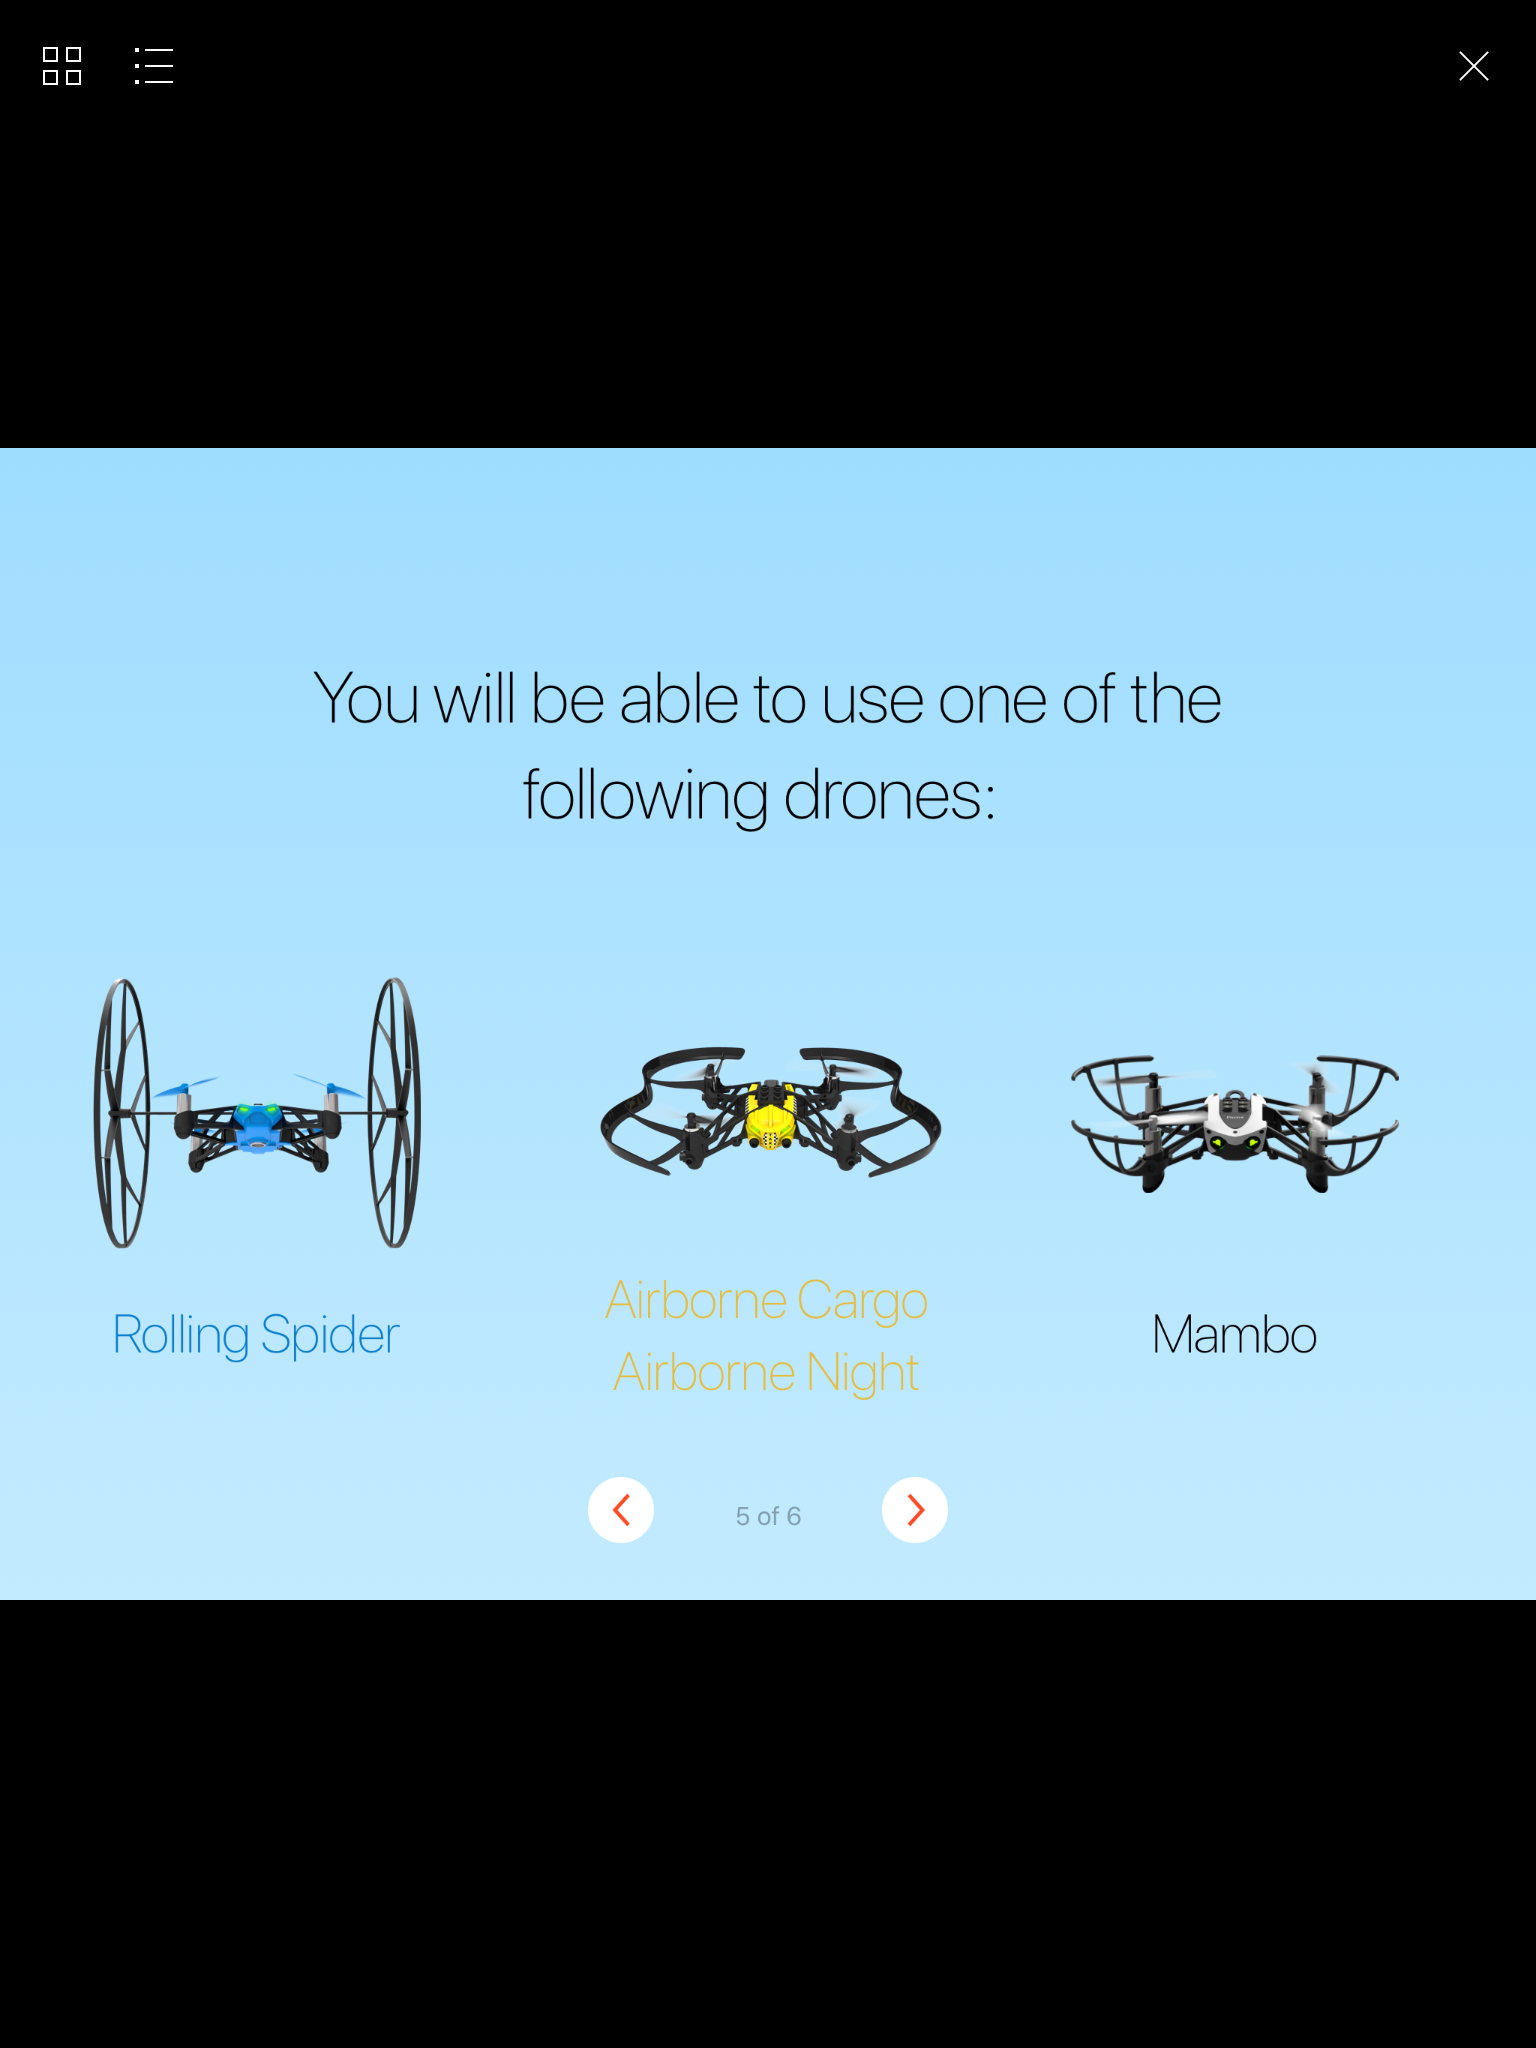 You will be able to use one of the
following drones:
Rolling Spider
Airborne Cargo
Airborne Night
Mambo
5 of 6